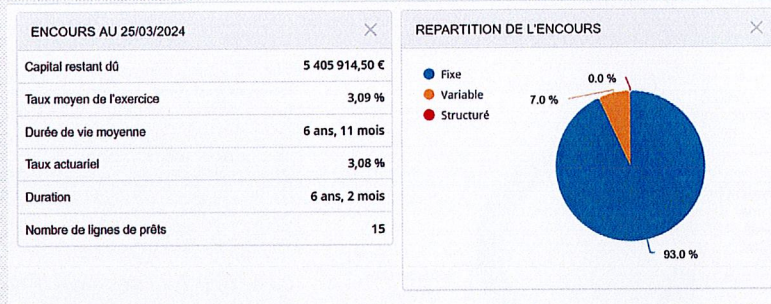 ENCOURS AU 25/03/2024
Capital restant dû 5 405 914,50 €
Taux moyen de l'exercice 3,09 %
Durée de vie moyenne 6 ans, 11 mois
Taux actuariel 3,08 %
Duration 6 ans, 2 mois
Nombre de lignes de prêts 15
REPARTITION DE L'ENCOURS
Fixe
Variable
Structuré
0.0 %
7.0 %
93.0 %